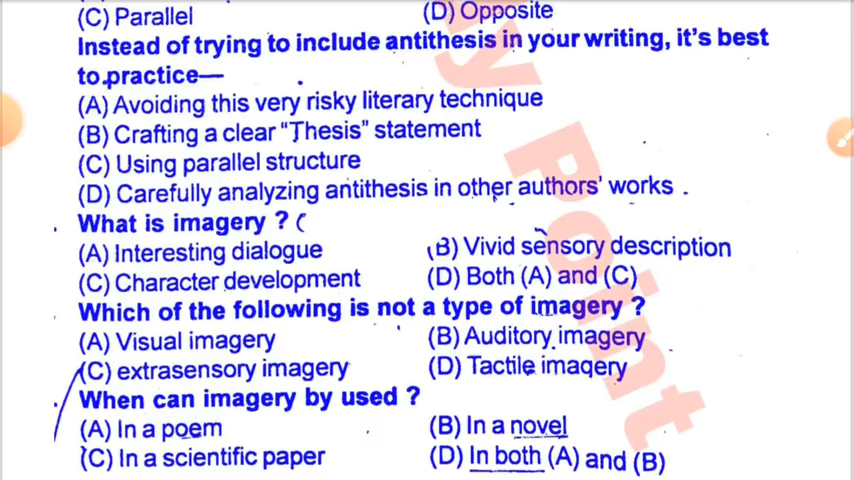 (C) Parallel (D) Opposite
Instead of trying to include antithesis in your writing, it's best
to practice—
(A) Avoiding this very risky literary technique
(B) Crafting a clear “Thesis” statement
(C) Using parallel structure
(D) Carefully analyzing antithesis in other authors' works .
What is imagery ? (
(A) Interesting dialogue (B) Vivid sensory description
(C) Character development (D) Both (A) and (C)
Which of the following is not a type of imagery ?
(A) Visual imagery (B) Auditory imagery
(C) extrasensory imagery (D) Tactile imagery
When can imagery by used ?
(A) In a poem (B) In a novel
(C) In a scientific paper (D) In both (A) and (B)
Point